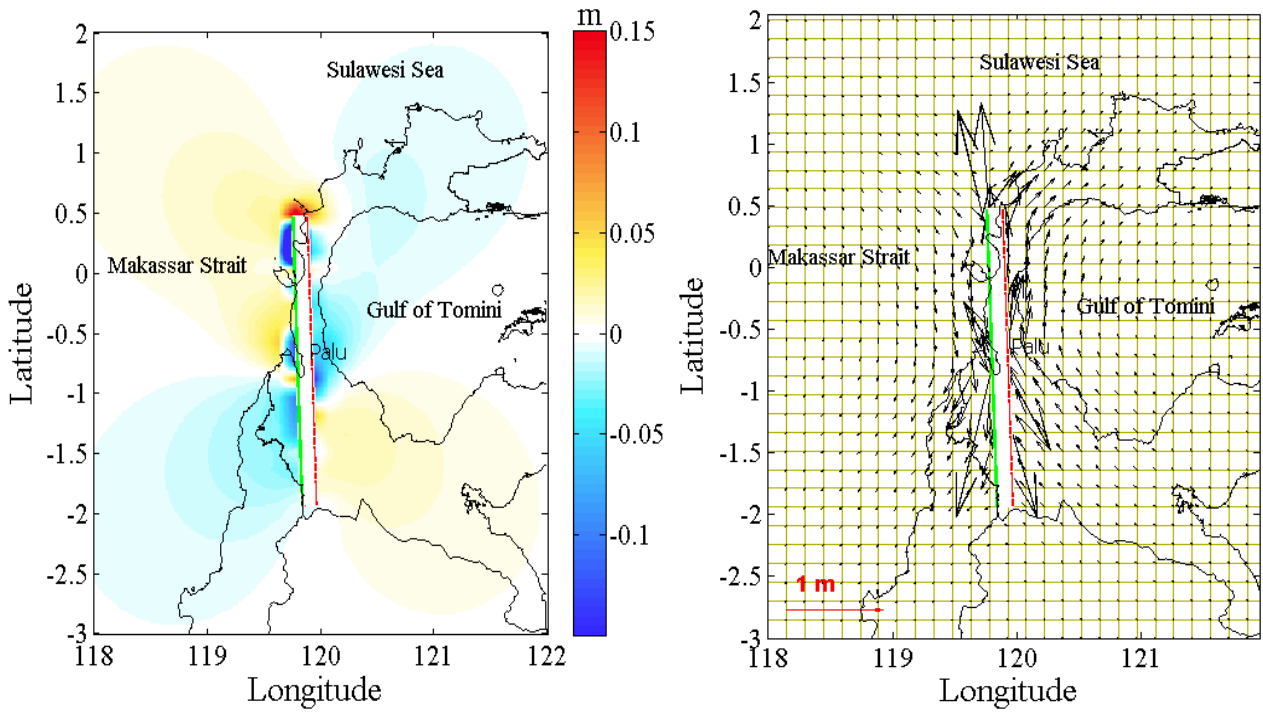 m
2
1.5
1
0.5
0
-0.5
-1
-1.5
-2
-2.5
-3
118
119
120
121
122
Latitude
Longitude
Sulawesi Sea
Makassar Strait
Gulf of Tomini
Palu
0.15
0.1
0.05
0
-0.05
-0.1
2
1.5
1
0.5
0
-0.5
-1
-1.5
-2
-2.5
-3
118
119
120
121
Latitude
Longitude
Sulawesi Sea
Makassar Strait
Gulf of Tomini
Palu
1 m